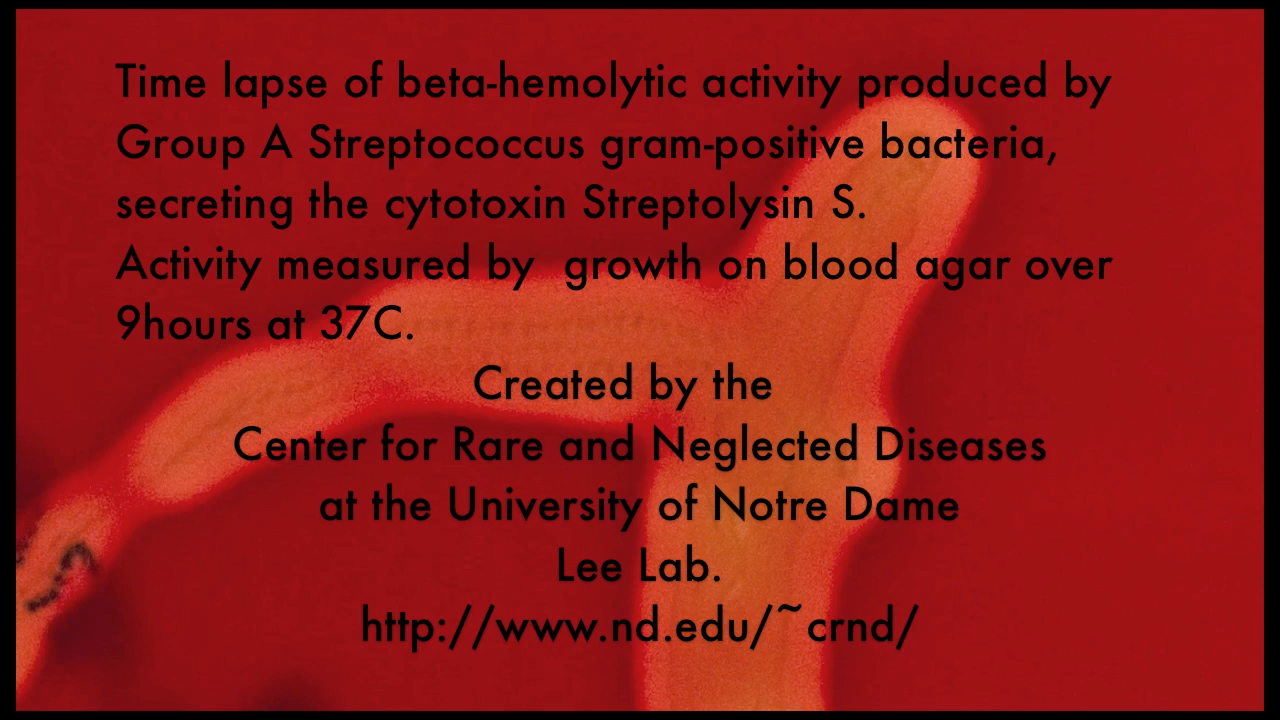 Time lapse of beta-hemolytic activity produced by
Group A Streptococcus gram-positive bacteria,
secreting the cytotoxin Streptolysin S.
Activity measured by  growth on blood agar over
9hours at 37C.
Created by the
Center for Rare and Neglected Diseases
at the University of Notre Dame
Lee Lab.
http://www.nd.edu/~crnd/